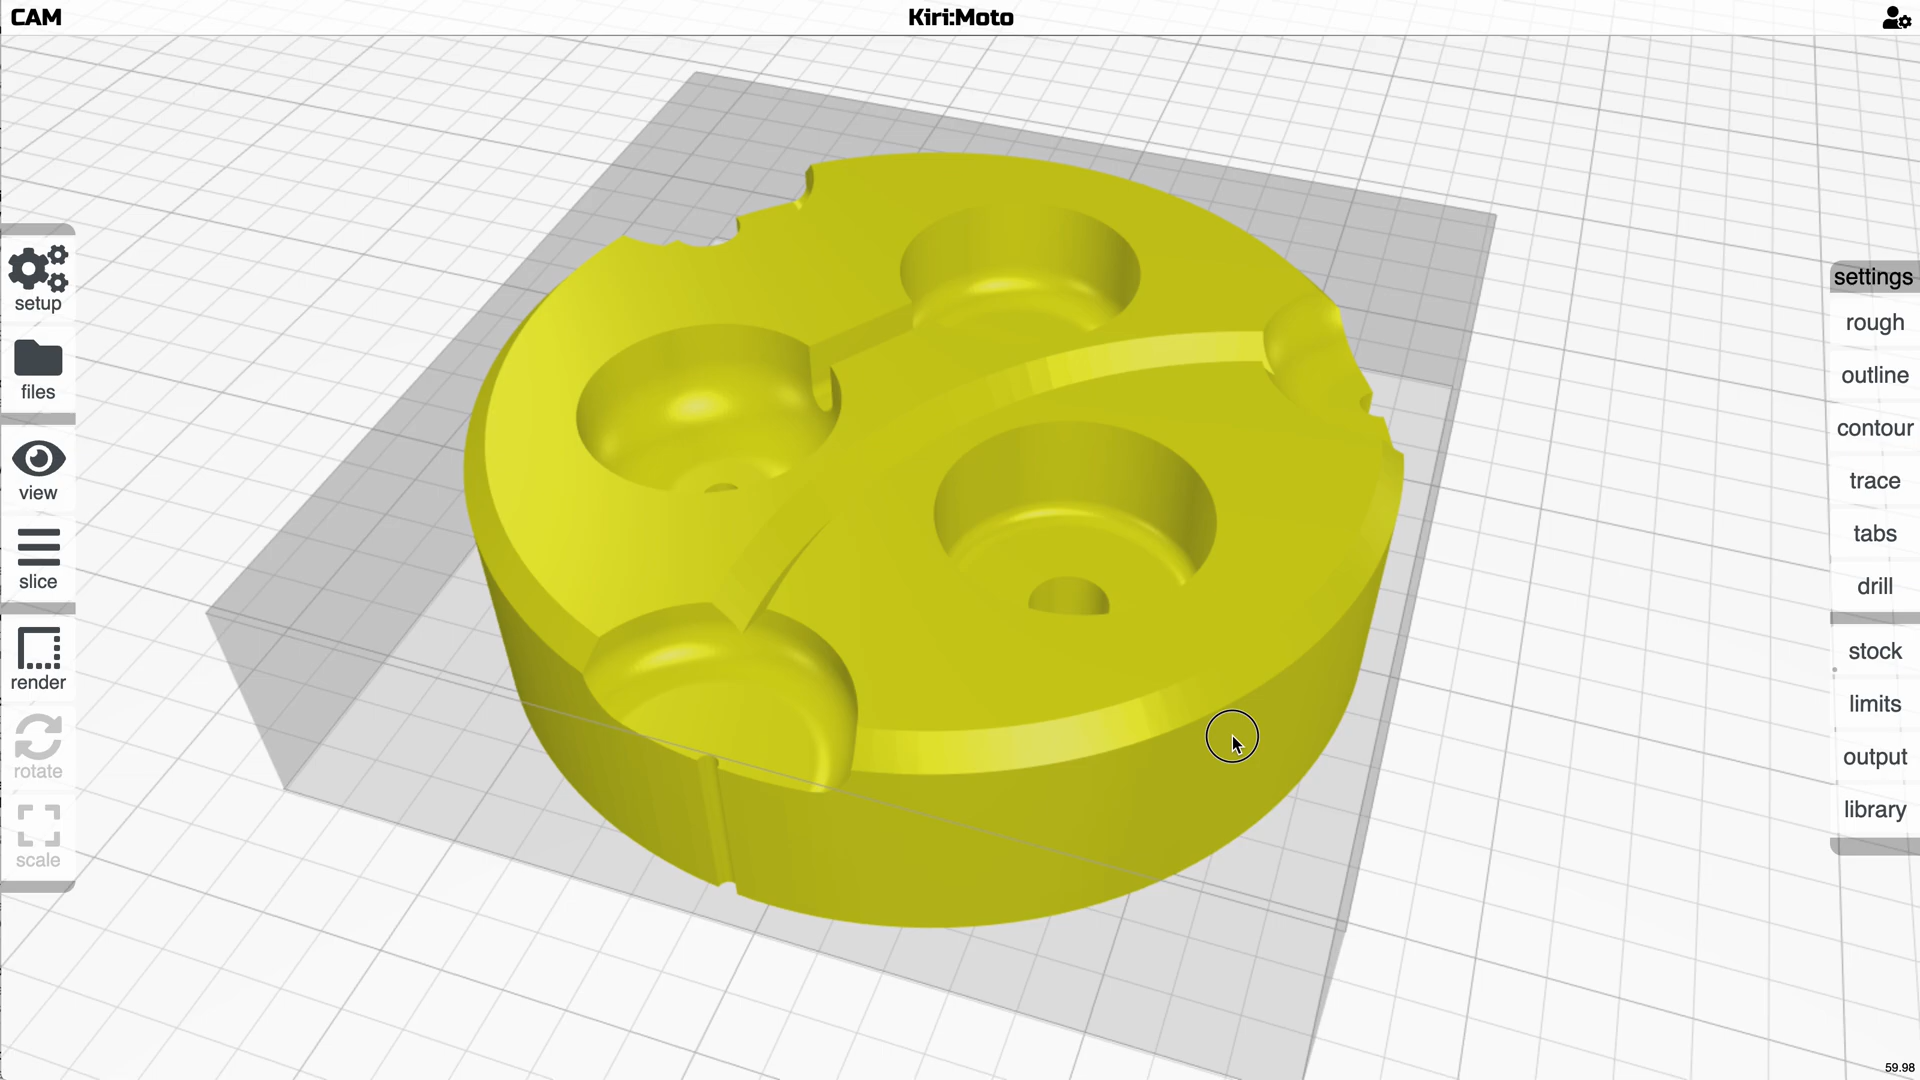 CAM
Kiri:Moto
setup
files
view
slice
render
rotate
scale
settings
rough
outline
contour
trace
tabs
drill
stock
limits
output
library
59.98